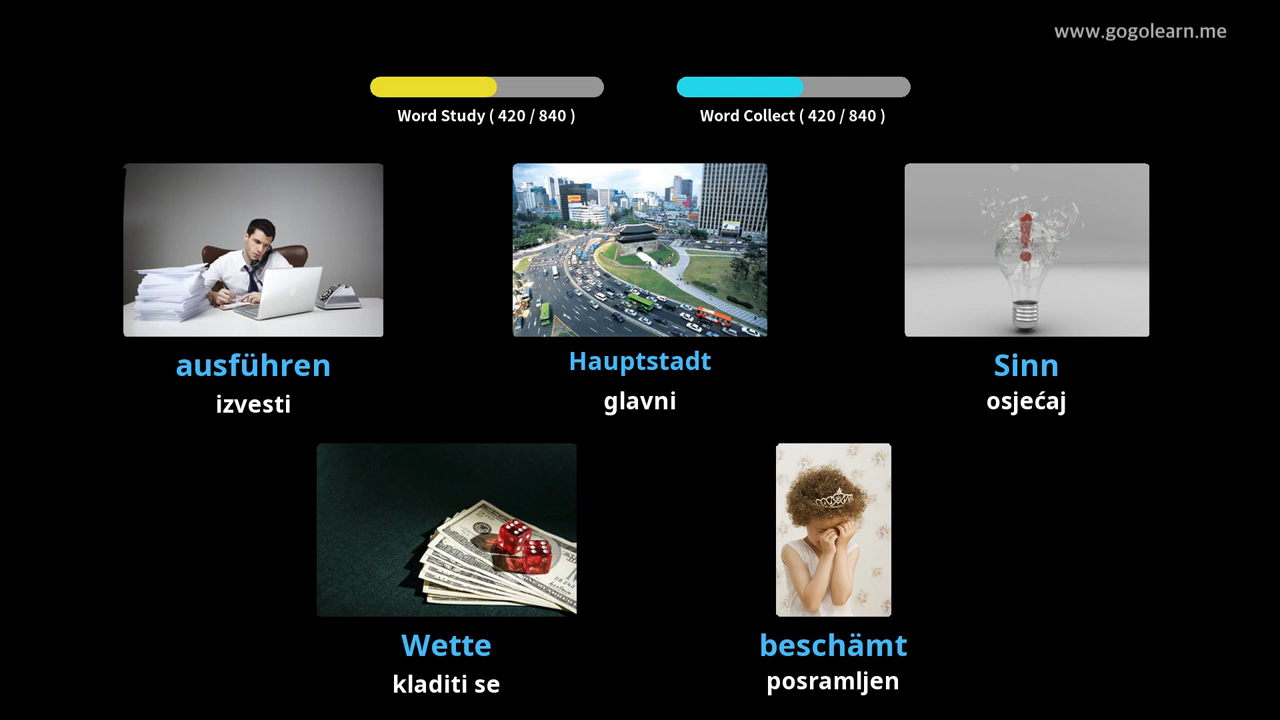 www.gogolearn.me
Word Study ( 420 / 840 )
Word Collect ( 420 / 840 )
ausführen
izvesti
Hauptstadt
glavni
Sinn
osjećaj
Wette
kladiti se
beschämt
posramljen